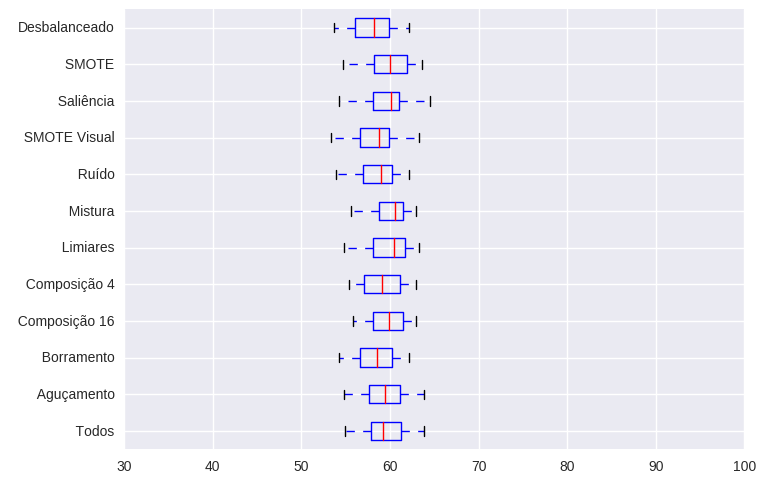 Desbalanceado
SMOTE
Saliência
SMOTE Visual
Ruído
Mistura
Limiares
Composição 4
Composição 16
Borramento
Aguçamento
Todos
30 40 50 60 70 80 90 100